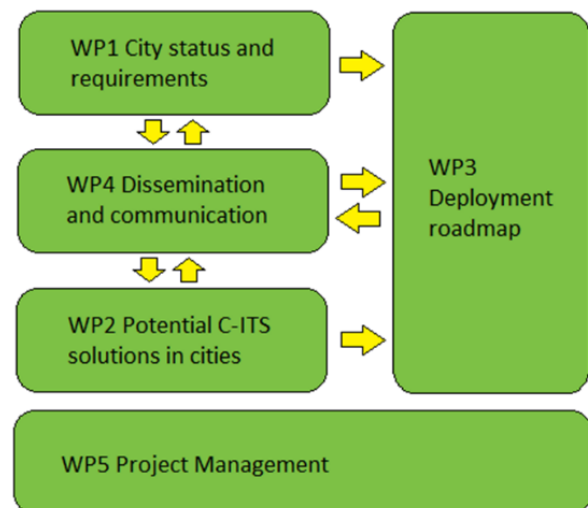 WP1 City status and
requirements
WP4 Dissemination
and communication
WP2 Potential C-ITS
solutions in cities
WP3
Deployment
roadmap
WP5 Project Management